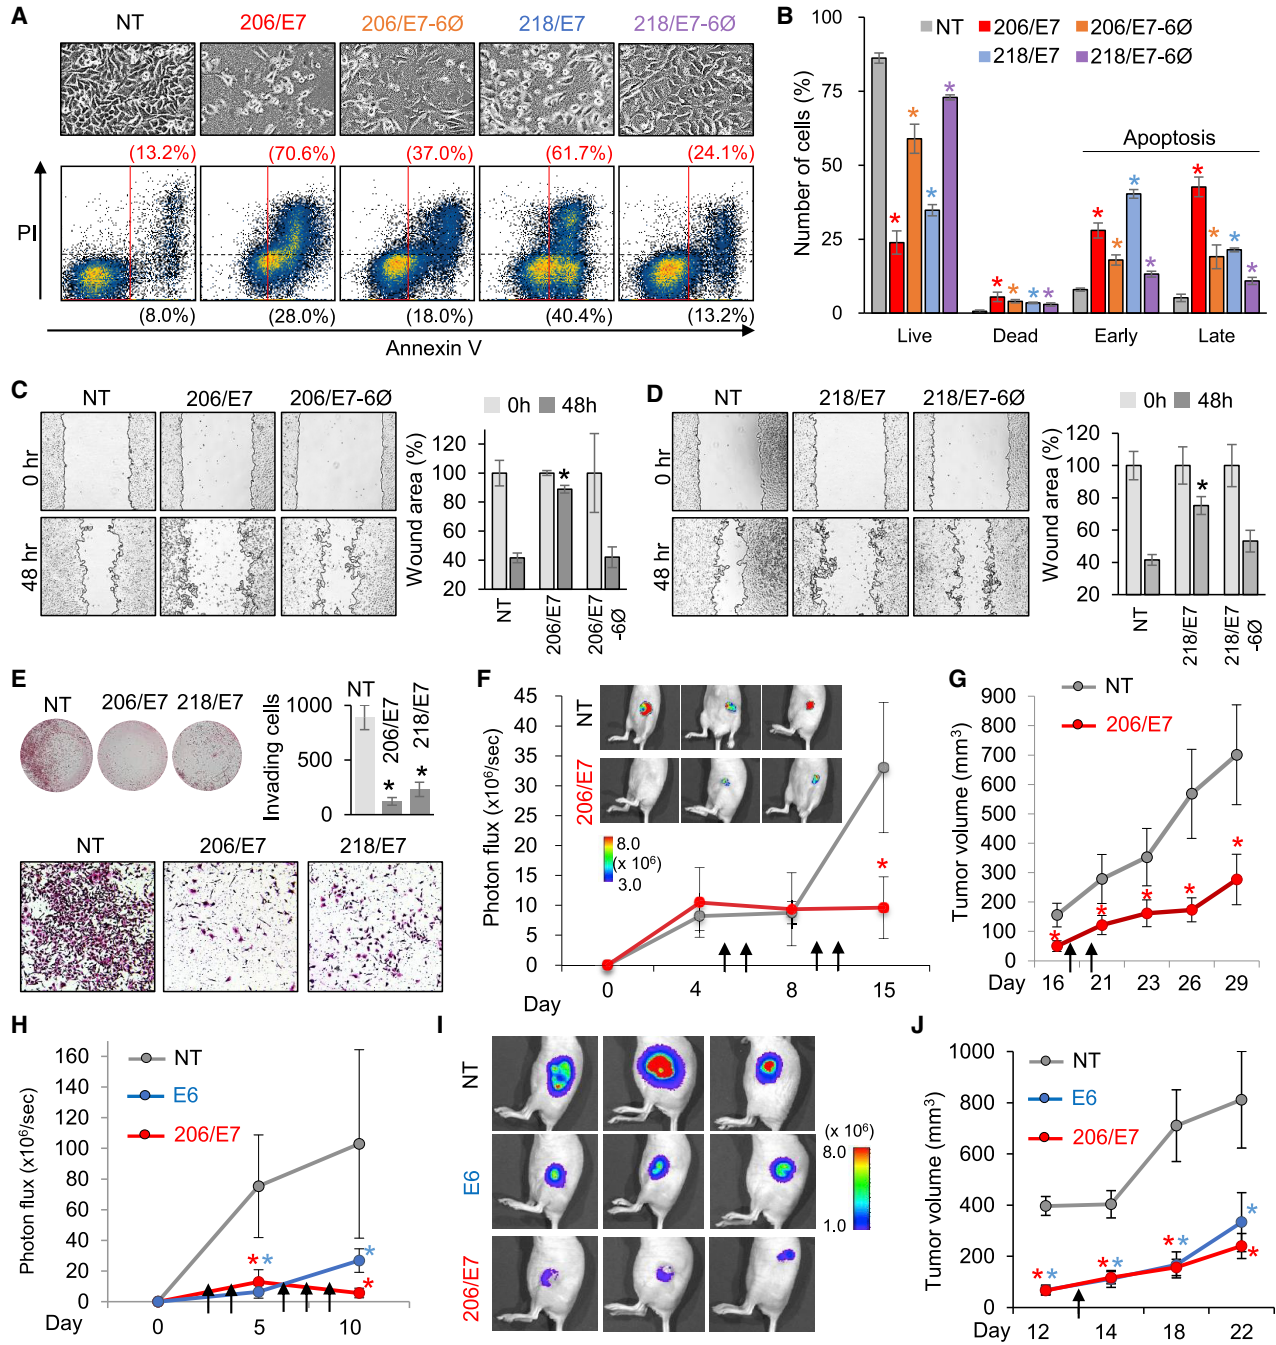 A
NT
206/E7
206/E7-6Ø
218/E7
218/E7-6Ø
(13.2%)
(70.6%)
(37.0%)
(61.7%)
(24.1%)
PI
(8.0%)
(28.0%)
(18.0%)
(40.4%)
(13.2%)
Annexin V
B
NT
206/E7
206/E7-6Ø
218/E7
218/E7-6Ø
Number of cells (%)
100
75
50
25
0
Apoptosis
* * * *
* * * *
* * * *
* * * *
Live
Dead
Early
Late
C
NT
206/E7
206/E7-6Ø
0 hr
48 hr
0h
48h
Wound area (%)
120
100
80
60
40
20
*
NT
206/E7
206/E7
-6Ø
D
NT
218/E7
218/E7-6Ø
0 hr
48 hr
0h
48h
Wound area (%)
120
100
80
60
40
20
*
NT
218/E7
218/E7
-6Ø
E
NT
206/E7
218/E7
Invading cells
1000
500
0
NT
206/E7
218/E7
* *
NT
206/E7
218/E7
F
Photon flux (x10⁶/sec)
45
40
35
30
25
20
15
10
5
0
NT
206/E7
8.0
(x 10⁶)
3.0
*
Day
0
4
8
15
G
NT
206/E7
Tumor volume (mm³)
900
800
700
600
500
400
300
200
100
0
* * * * *
Day
16
21
23
26
29
H
NT
E6
206/E7
Photon flux (x10⁶/sec)
160
140
120
100
80
60
40
20
0
* *
*
*
Day
0
5
10
I
NT
E6
206/E7
(x 10⁶)
8.0
1.0
J
NT
E6
206/E7
Tumor volume (mm³)
1000
800
600
400
200
0
* *
* *
* *
*
*
Day
12
14
18
22